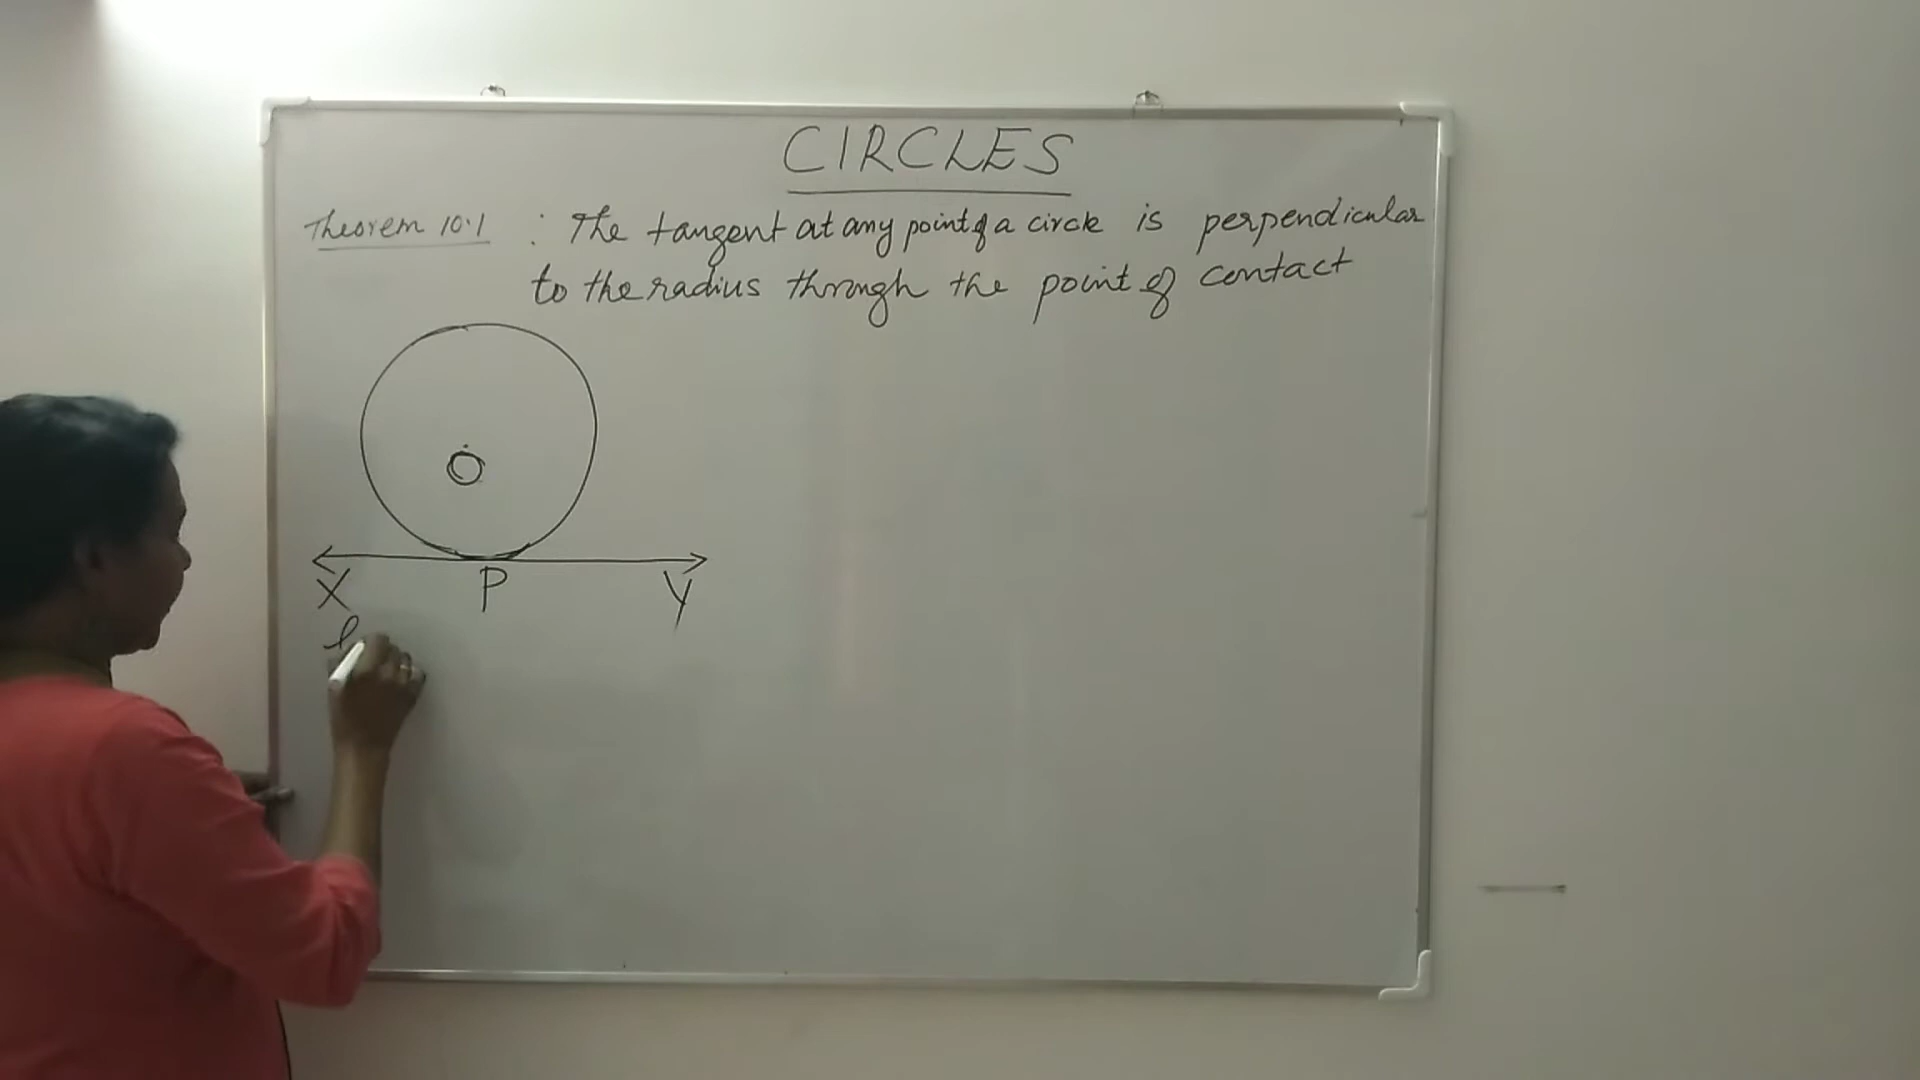 CIRCLES
Theorem 10.1 : The tangent at any point of a circle is perpendicular
to the radius through the point of contact
O
X P Y
l